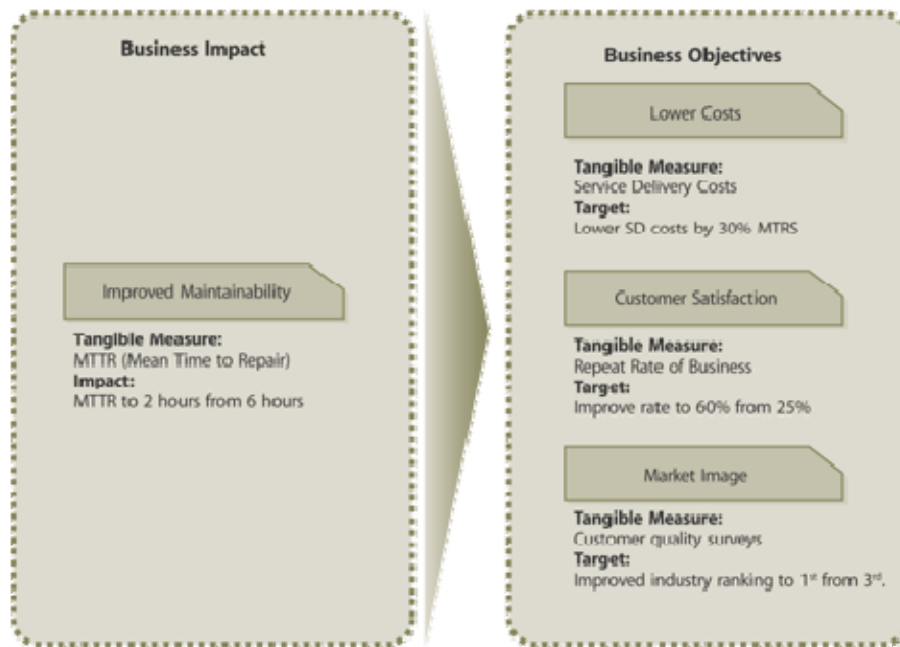 Business Impact
Improved Maintainability
Tangible Measure:
MTTR (Mean Time to Repair)
Impact:
MTTR to 2 hours from 6 hours
Business Objectives
Lower Costs
Tangible Measure:
Service Delivery Costs
Target:
Lower SD costs by 30% MTRS
Customer Satisfaction
Tangible Measure:
Repeat Rate of Business
Target:
Improve rate to 60% from 25%
Market Image
Tangible Measure:
Customer quality surveys
Target:
Improved industry ranking to 1st from 3rd.